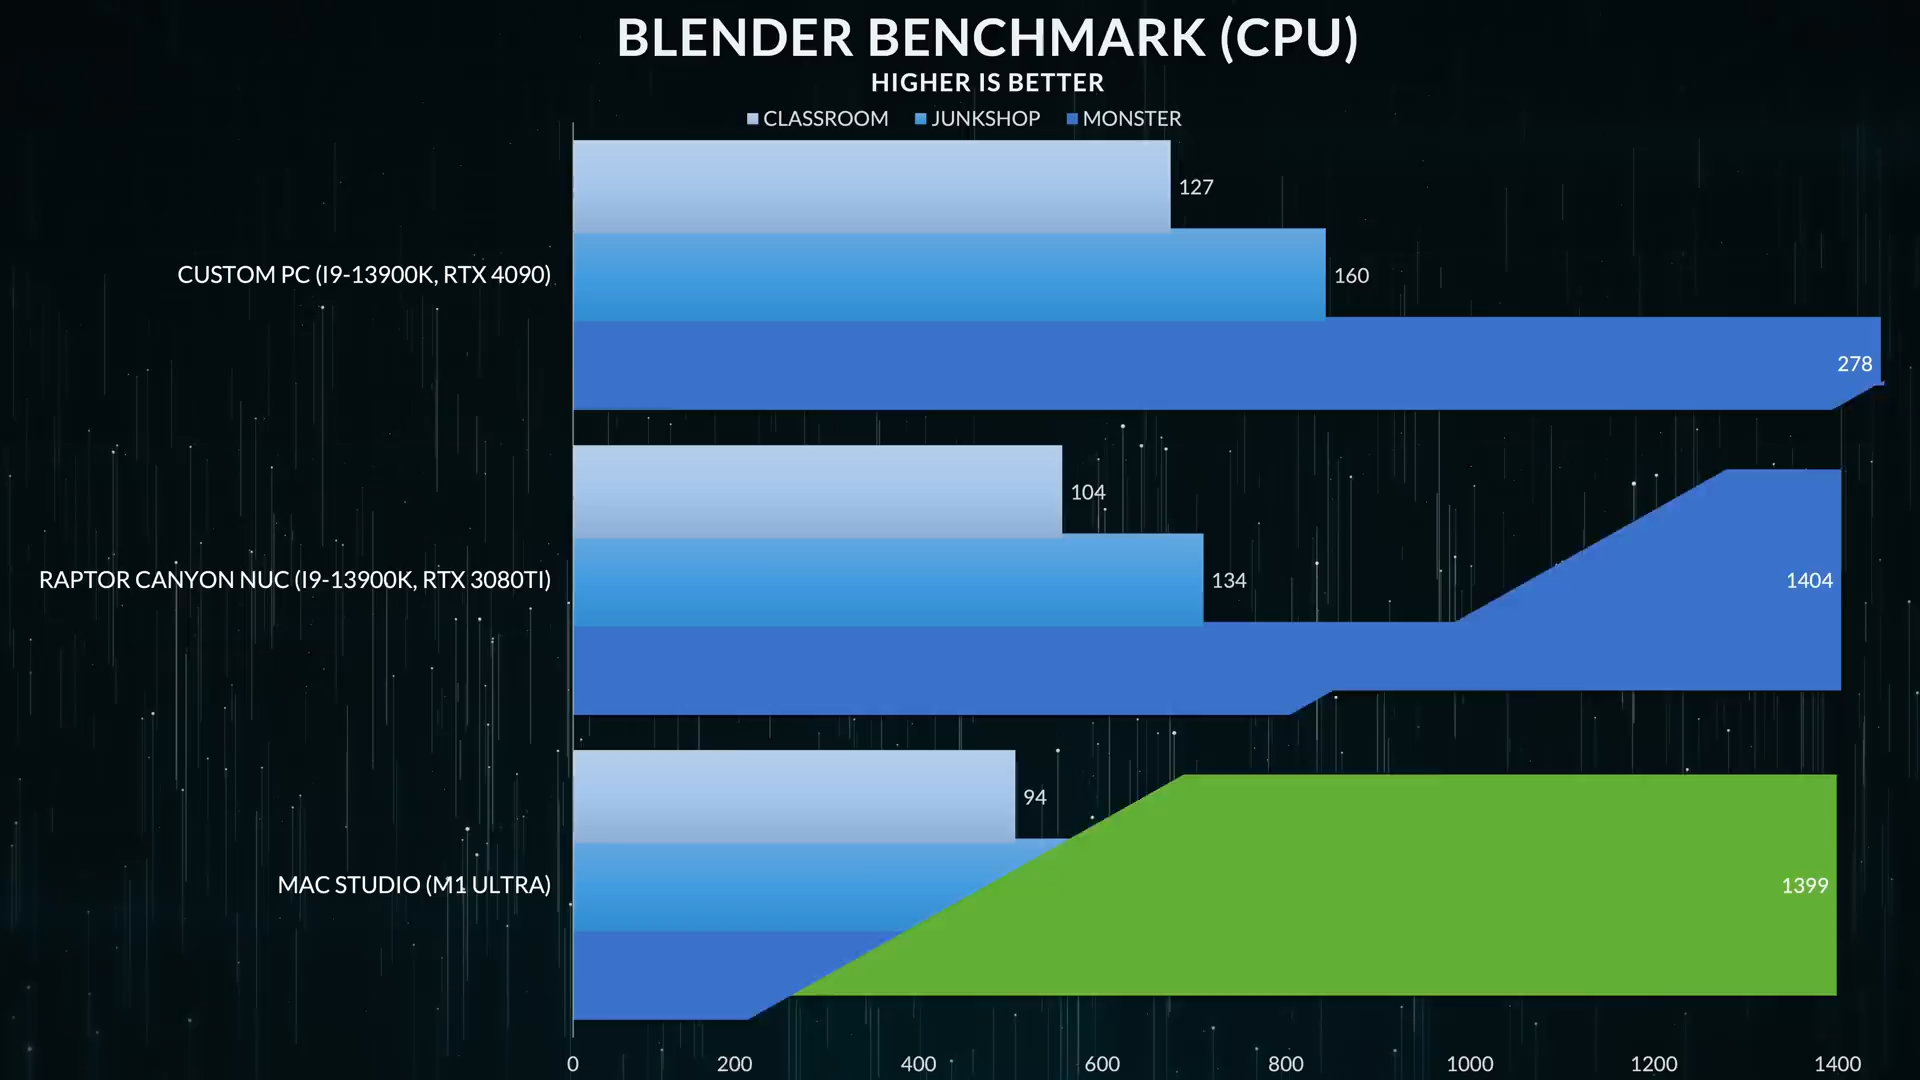 BLENDER BENCHMARK (CPU)
HIGHER IS BETTER
CLASSROOM JUNKSHOP MONSTER
127
CUSTOM PC (I9-13900K, RTX 4090)
160
278
104
RAPTOR CANYON NUC (I9-13900K, RTX 3080TI)
134
1404
94
MAC STUDIO (M1 ULTRA)
1399
0 200 400 600 800 1000 1200 1400